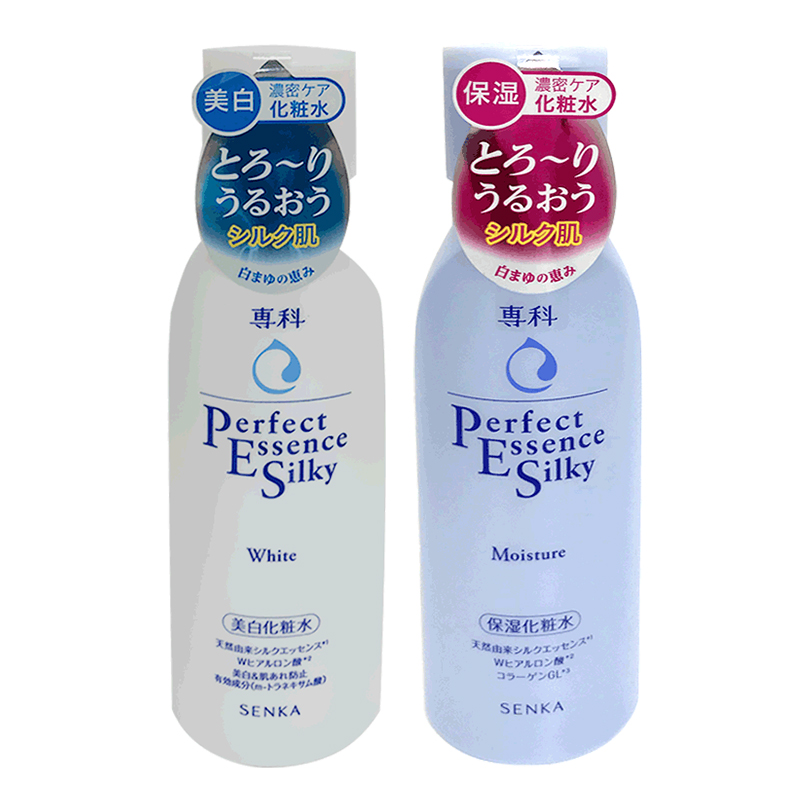 美白
濃密ケア
化粧水
とろ〜り
うるおう
シルク肌
白まゆの恵み
専科
Perfect
Essence
Silky
White
美白化粧水
天然由来シルクエッセンス*1
Wヒアルロン酸*2
美白&肌あれ防止
有効成分(m-トラネキサム酸)
SENKA
保湿
濃密ケア
化粧水
とろ〜り
うるおう
シルク肌
白まゆの恵み
専科
Perfect
Essence
Silky
Moisture
保湿化粧水
天然由来シルクエッセンス*1
Wヒアルロン酸*2
コラーゲンGL*3
SENKA